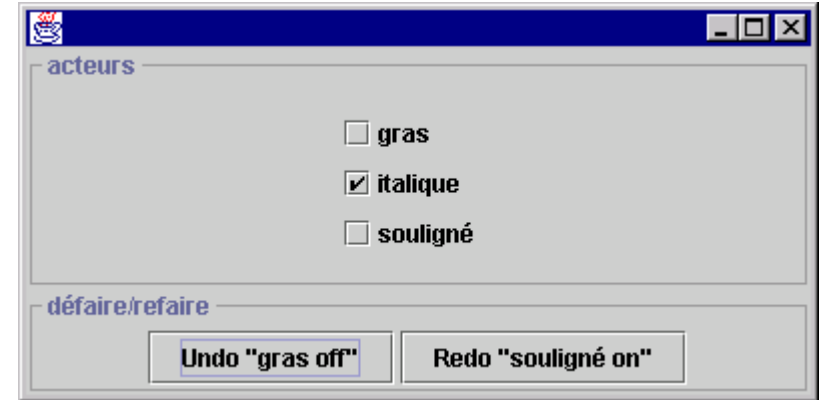 acteurs
gras
italique
souligné
défaire/refaire
Undo "gras off" Redo "souligné on"